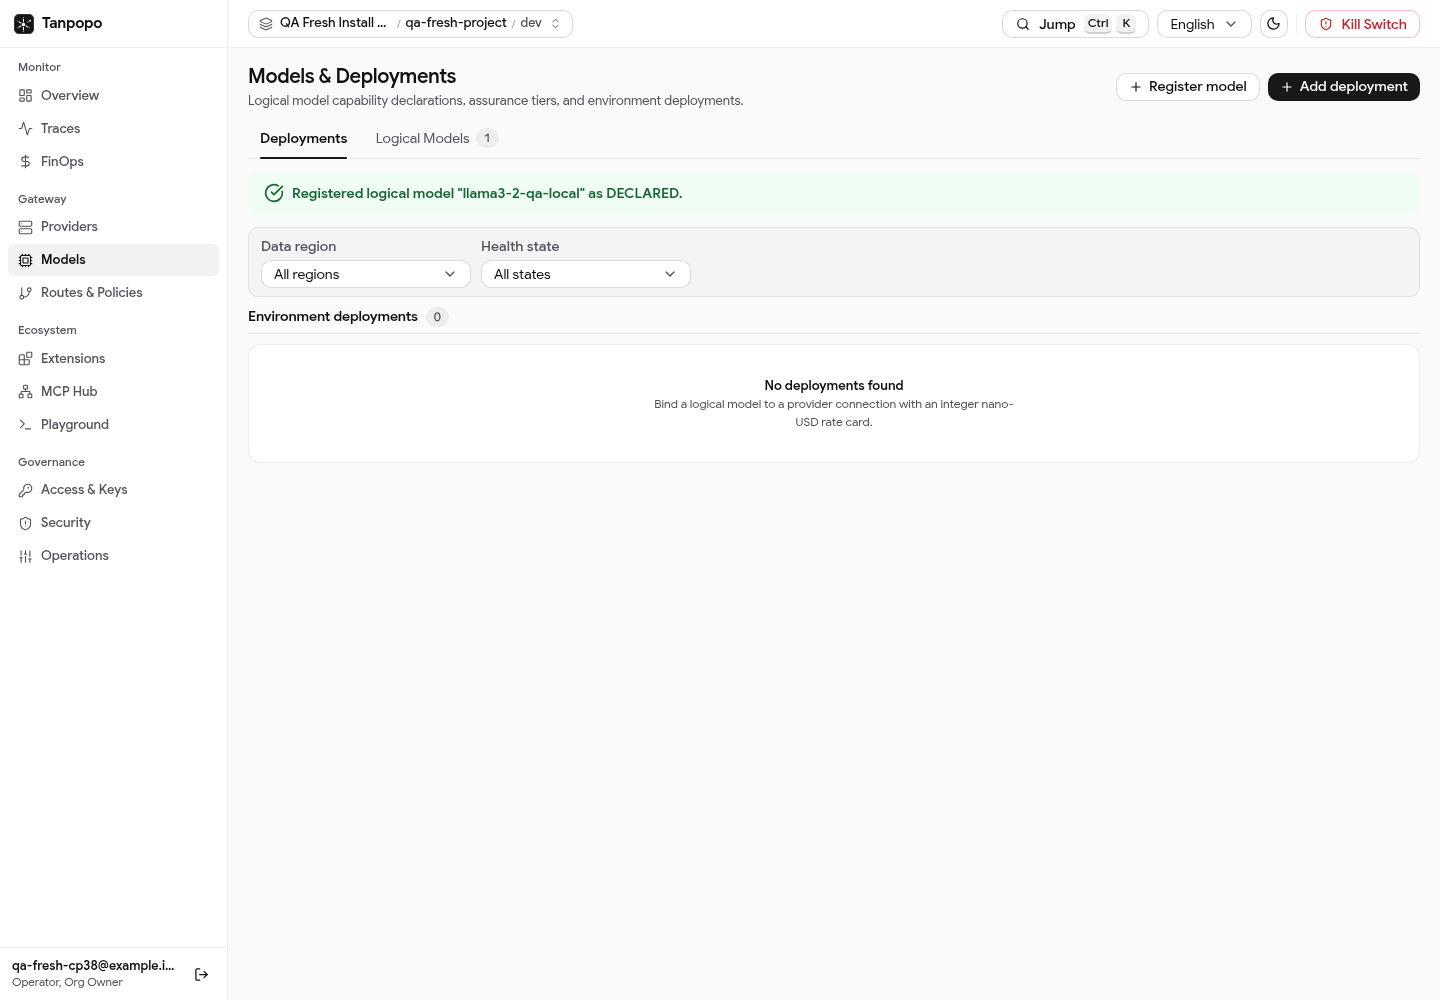 Tanpopo
QA Fresh Install ... / qa-fresh-project / dev
Jump Ctrl K
English
Kill Switch
Monitor
Overview
Traces
FinOps
Gateway
Providers
Models
Routes & Policies
Ecosystem
Extensions
MCP Hub
Playground
Governance
Access & Keys
Security
Operations
qa-fresh-cp38@example.i...
Operator, Org Owner
Models & Deployments
Logical model capability declarations, assurance tiers, and environment deployments.
Register model
Add deployment
Deployments
Logical Models 1
Registered logical model "llama3-2-qa-local" as DECLARED.
Data region
All regions
Health state
All states
Environment deployments 0
No deployments found
Bind a logical model to a provider connection with an integer nano-
USD rate card.